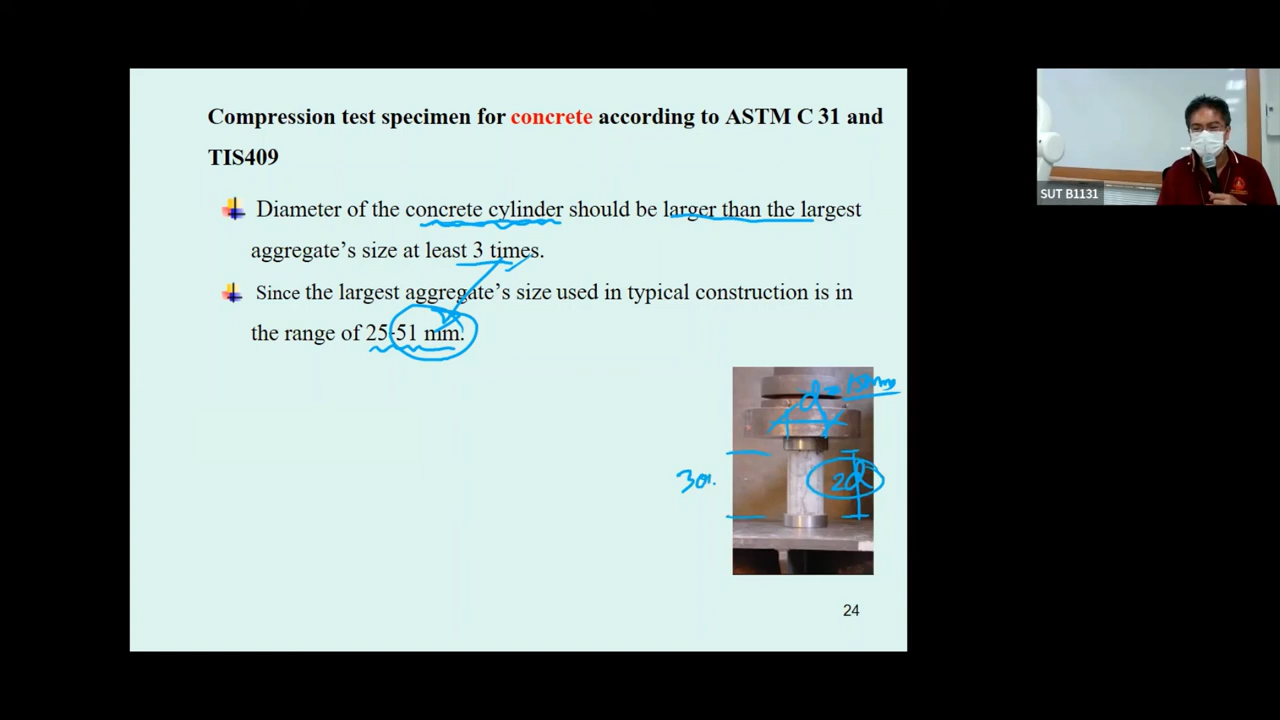 Compression test specimen for concrete according to ASTM C 31 and
TIS409
Diameter of the concrete cylinder should be larger than the largest
aggregate's size at least 3 times.
Since the largest aggregate's size used in typical construction is in
the range of 25-51 mm.
d =
2d
24
SUT B1131